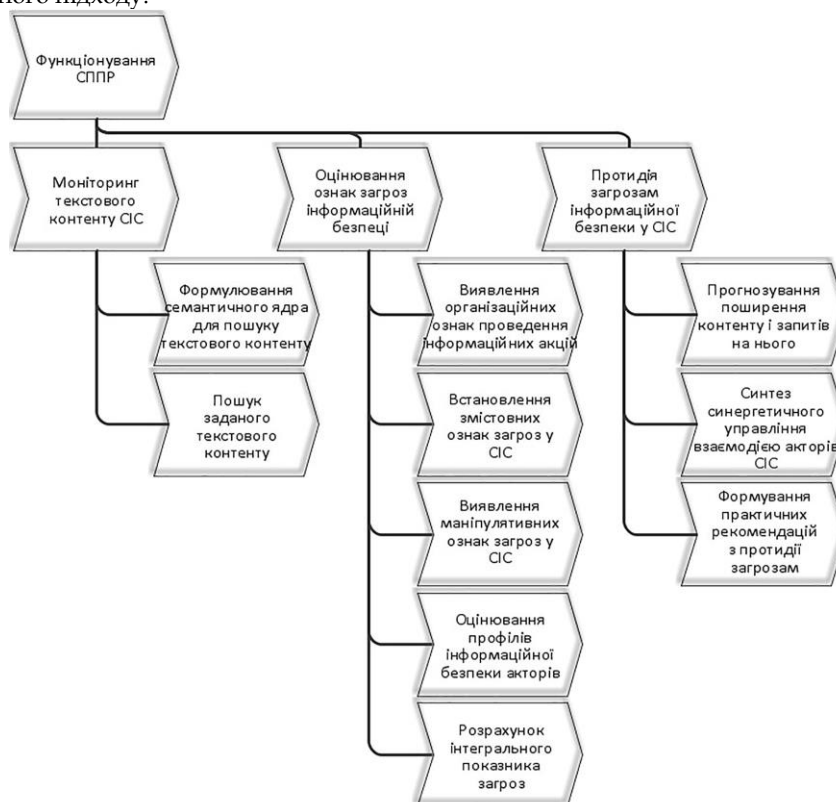 ного підходу.
Функціонування
СППР
Моніторинг
текстового
контенту СІС
Оцінювання
ознак загроз
інформаційній
безпеці
Протидія
загрозам
інформаційної
безпеки у СІС
Формулювання
семантичного ядра
для пошуку
текстового контенту
Пошук
заданого
текстового
контенту
Виявлення
організаційних
ознак проведення
інформаційних акцій
Встановлення
змістовних
ознак загроз у
СІС
Виявлення
маніпулятивних
ознак загроз у
СІС
Оцінювання
профілів
інформаційної
безпеки акторів
Розрахунок
інтегрального
показника
загроз
Прогнозування
поширення
контенту і запитів
на нього
Синтез
синергетичного
управління
взаємодією акторів
СІС
Формування
практичних
рекомендацій
з протидії
загрозам